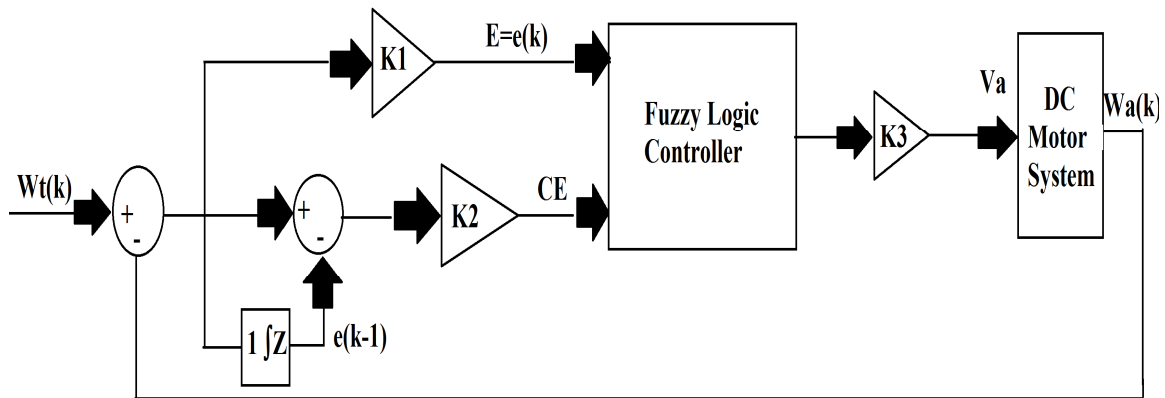 K1
E=e(k)
Fuzzy Logic
Controller
K3
Va
DC
Motor
System
Wa(k)
Wt(k)
+
-
+
-
K2
CE
1 ∫Z
e(k-1)